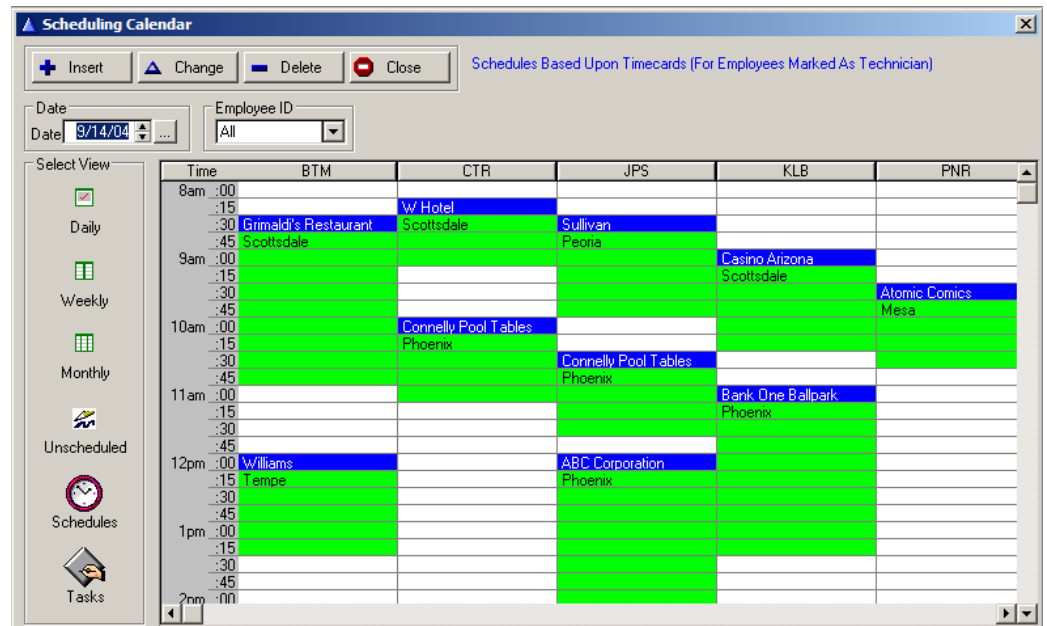 Scheduling Calendar
Insert Change Delete Close Schedules Based Upon Timecards (For Employees Marked As Technician)
Date Employee ID
Date 9/14/04 ... All
Select View
Daily
Weekly
Monthly
Unscheduled
Schedules
Tasks
Time BTM CTR JPS KLB PNR
8am :00
:15 W Hotel
:30 Grimaldi's Restaurant Scottsdale Sullivan
:45 Scottsdale Peoria
9am :00 Casino Arizona
:15 Scottsdale
:30 Atomic Comics
:45 Mesa
10am :00 Connelly Pool Tables
:15 Phoenix
:30 Connelly Pool Tables
:45 Phoenix
11am :00 Bank One Ballpark
:15 Phoenix
:30
:45
12pm :00 Williams ABC Corporation
:15 Tempe Phoenix
:30
:45
1pm :00
:15
:30
:45
2pm :00